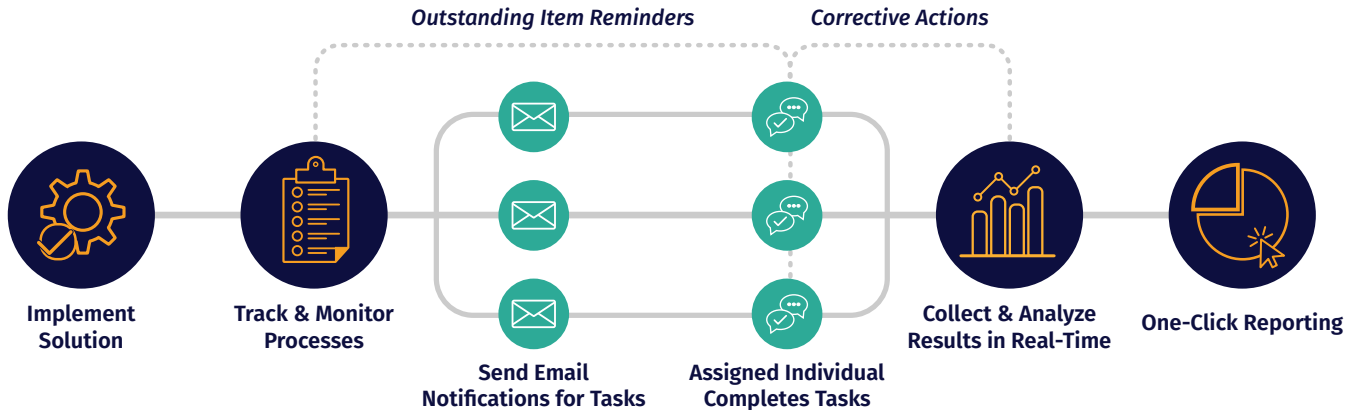 Outstanding Item Reminders
Corrective Actions
Implement
Solution
Track & Monitor
Processes
Send Email
Notifications for Tasks
Assigned Individual
Completes Tasks
Collect & Analyze
Results in Real-Time
One-Click Reporting